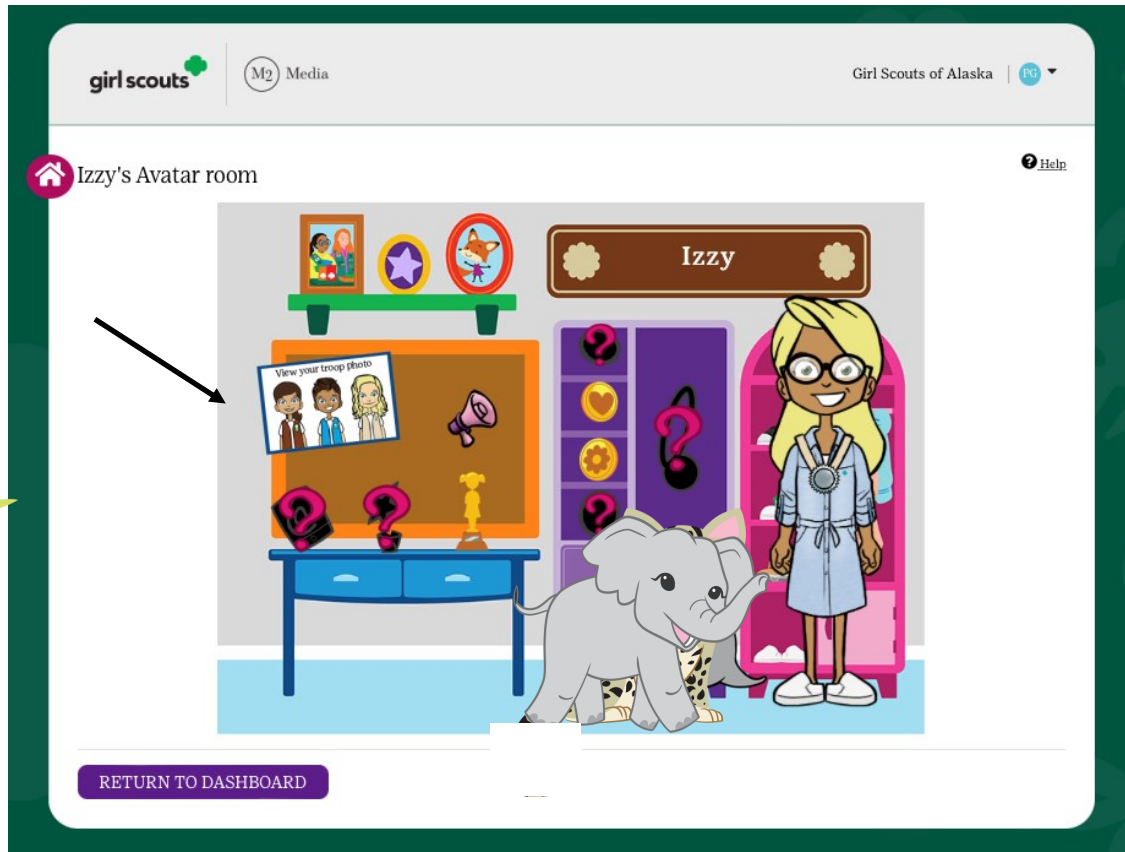 girl scouts
M2 Media
Girl Scouts of Alaska
PG
Izzy's Avatar room
? Help
Izzy
View your troop photo
?
?
?
?
?
RETURN TO DASHBOARD